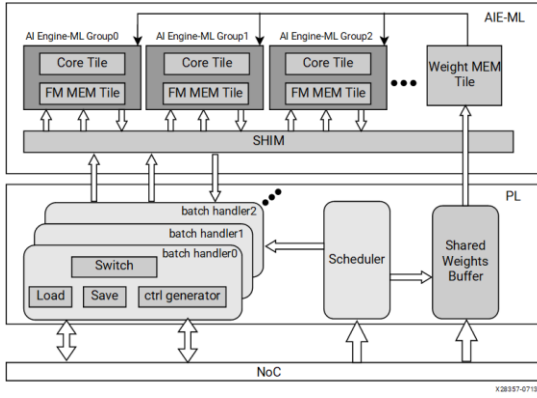 AIE-ML
AI Engine-ML Group0
AI Engine-ML Group1
AI Engine-ML Group2
Core Tile
Core Tile
Core Tile
FM MEM Tile
FM MEM Tile
FM MEM Tile
Weight MEM
Tile
SHIM
PL
batch handler2
batch handler1
batch handler0
Switch
Load
Save
ctrl generator
Scheduler
Shared
Weights
Buffer
NoC
X28357-0713